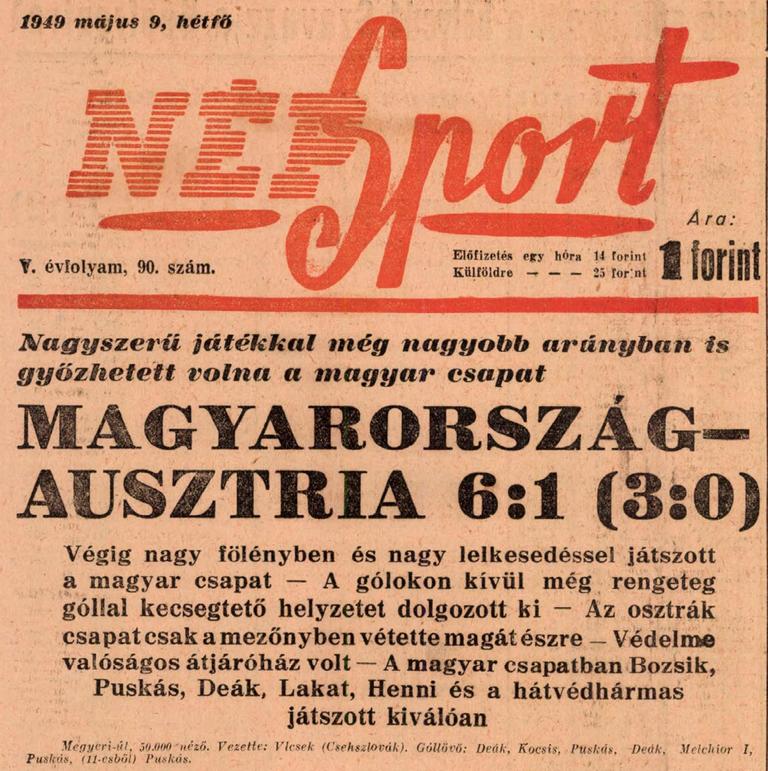 1949 május 9, hétfő
NÉPSport
Ára:
V. évfolyam, 90. szám.
Előfizetés egy hóra 14 forint
Külföldre — — — 25 forint
1 forint
Nagyszerű játékkal még nagyobb arányban is
győzhetett volna a magyar csapat
MAGYARORSZÁG—
AUSZTRIA 6:1 (3:0)
Végig nagy fölényben és nagy lelkesedéssel játszott
a magyar csapat — A gólokon kívül még rengeteg
góllal kecsegtető helyzetet dolgozott ki — Az osztrák
csapat csak a mezőnyben vétette magát észre — Védelme
valóságos átjáróház volt — A magyar csapatban Bozsik,
Puskás, Deák, Lakat, Henni és a hátvédhármas
játszott kiválóan
Megyeri-út, 50.000 néző. Vezette: Vlcsek (Csehszlovák). Góllövő: Deák, Kocsis, Puskás, Deák, Melchior I,
Puskás, (11-esből) Puskás.